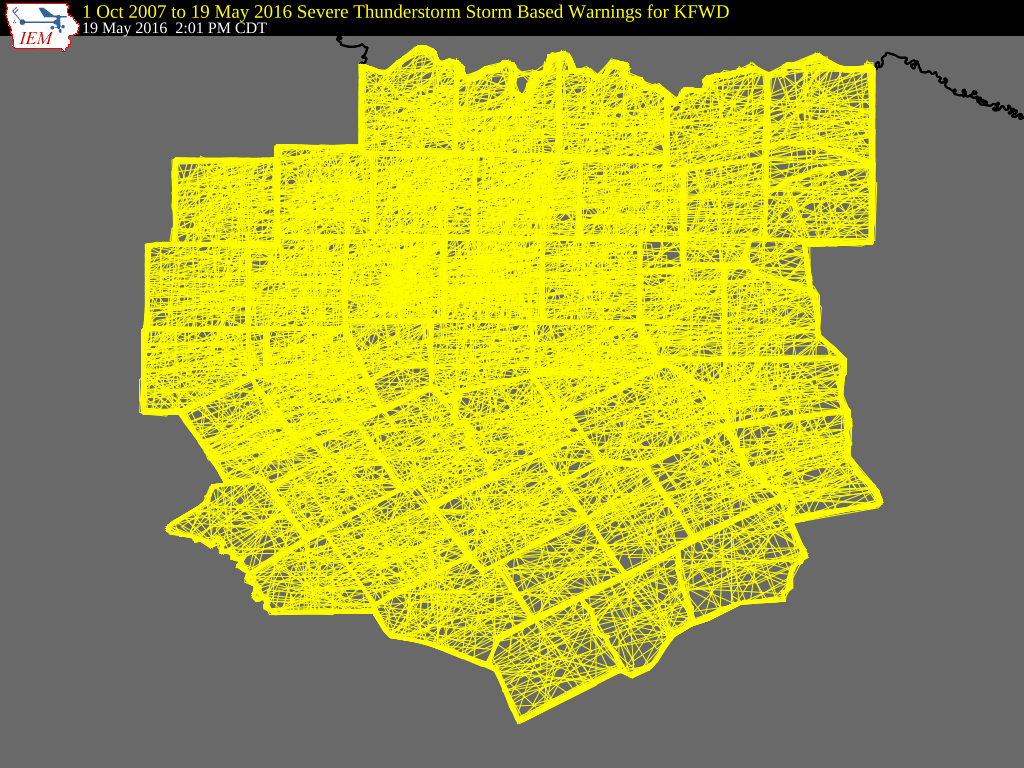 1 Oct 2007 to 19 May 2016 Severe Thunderstorm Storm Based Warnings for KFWD
19 May 2016 2:01 PM CDT
IEM